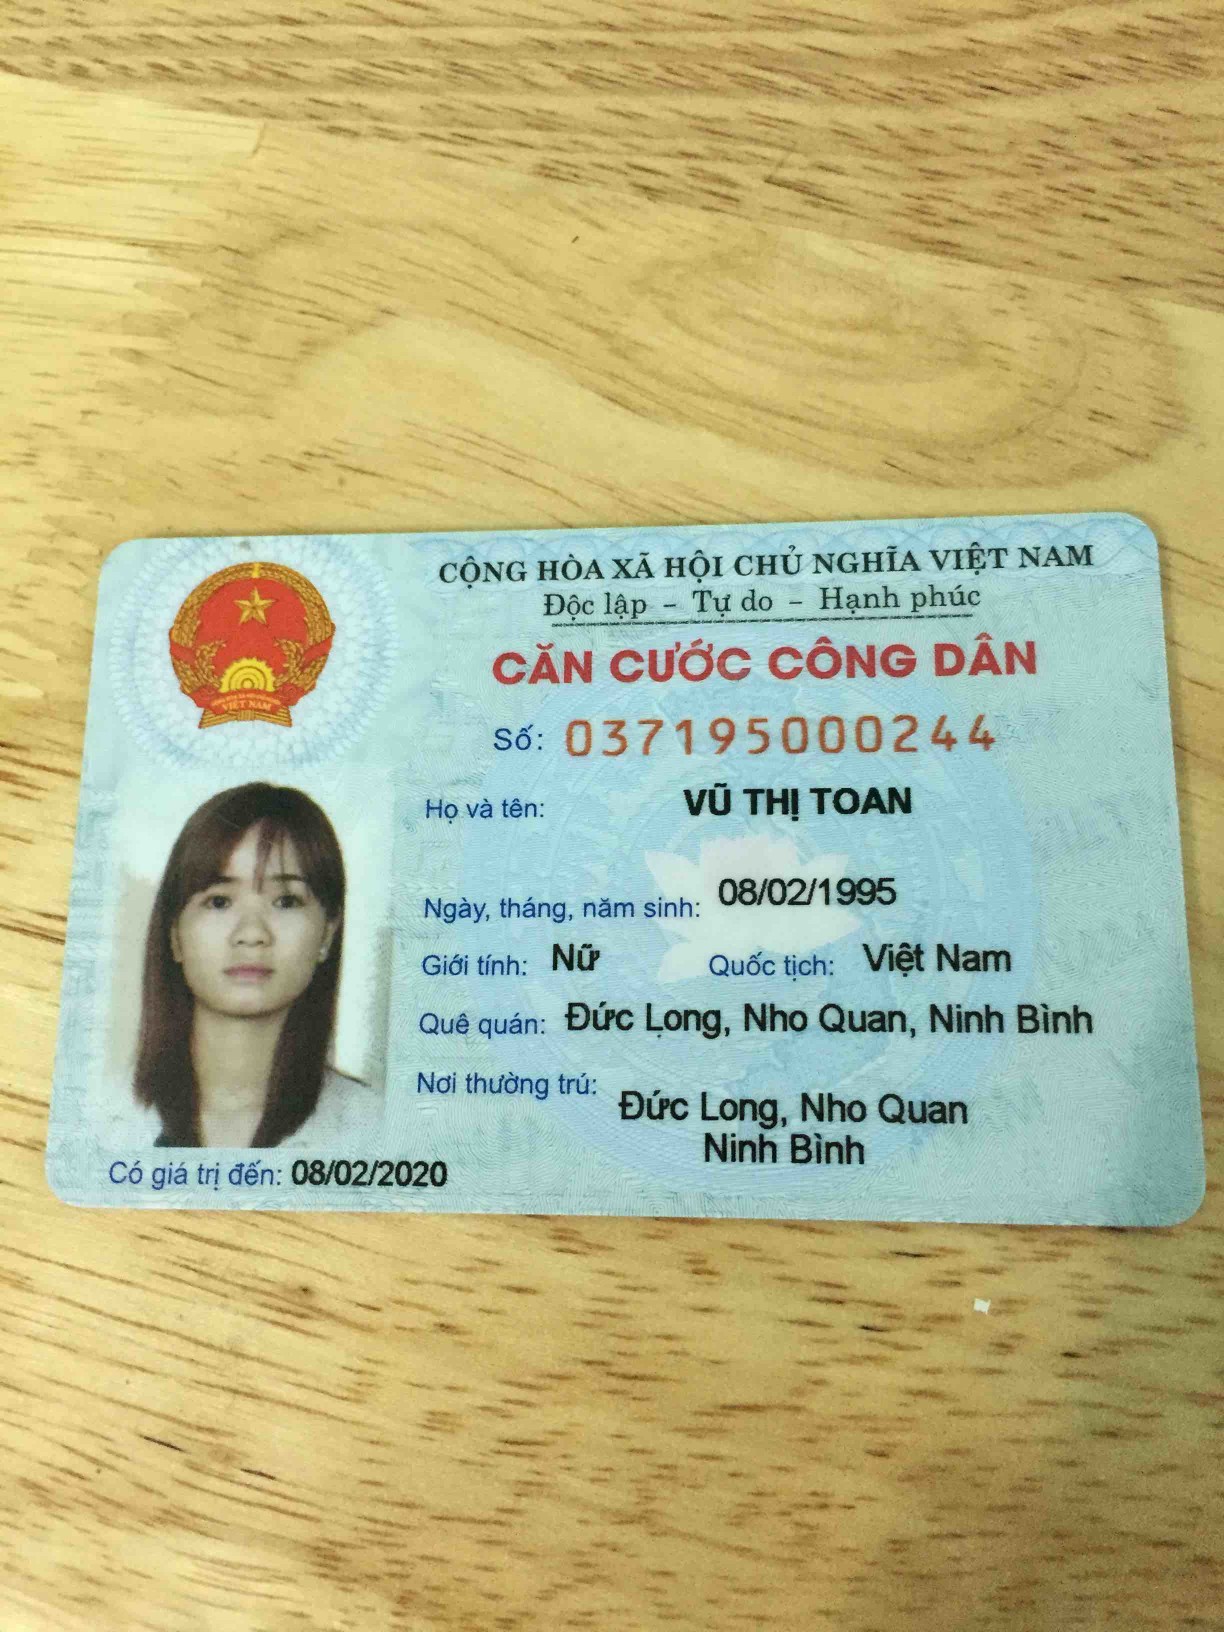 CỘNG HÒA XÃ HỘI CHỦ NGHĨA VIỆT NAM
Độc lập - Tự do - Hạnh phúc
CĂN CƯỚC CÔNG DÂN
Số: 037195000244
Họ và tên: VŨ THỊ TOAN
Ngày, tháng, năm sinh: 08/02/1995
Giới tính: Nữ Quốc tịch: Việt Nam
Quê quán: Đức Long, Nho Quan, Ninh Bình
Nơi thường trú: Đức Long, Nho Quan
Ninh Bình
Có giá trị đến: 08/02/2020
VIỆT NAM